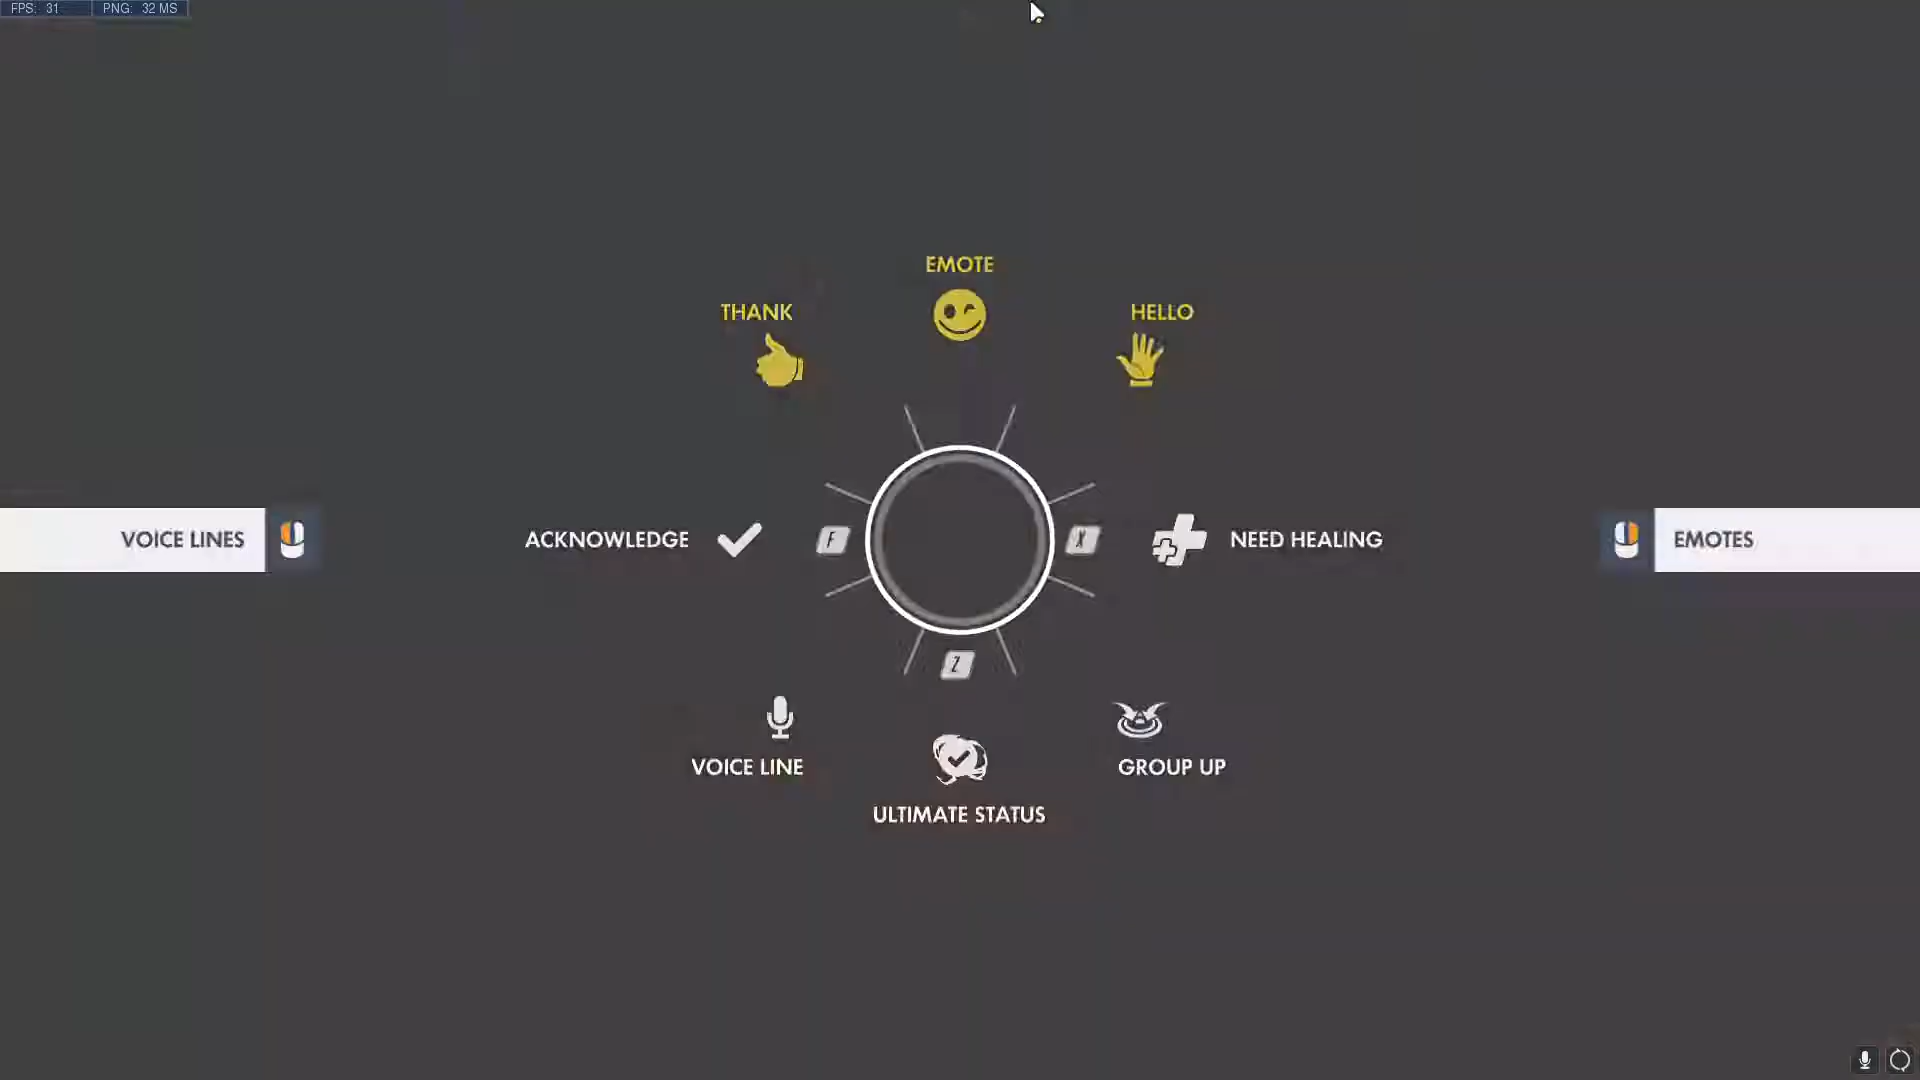 FPS: 31 PNG: 32 MS
EMOTE
THANK
HELLO
VOICE LINES
ACKNOWLEDGE
F
X
NEED HEALING
EMOTES
Z
VOICE LINE
GROUP UP
ULTIMATE STATUS